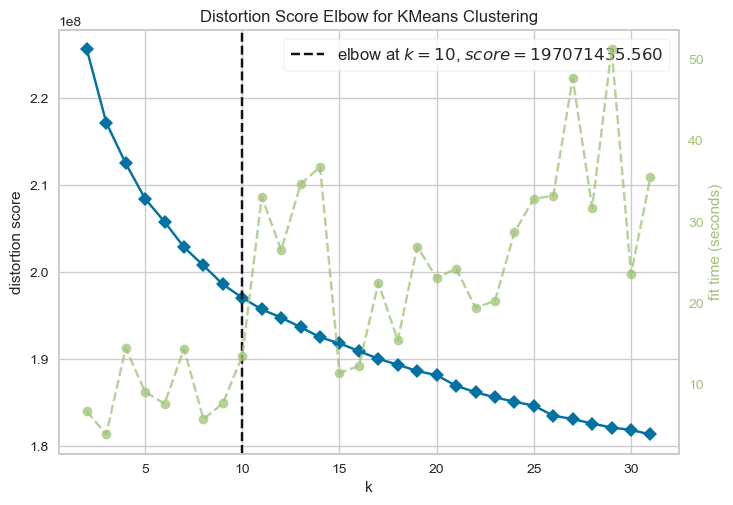 Distortion Score Elbow for KMeans Clustering
1e8
elbow at k = 10, score = 197071435.560
2.2
2.1
2.0
1.9
1.8
distortion score
50
40
30
20
10
fit time (seconds)
5 10 15 20 25 30
k